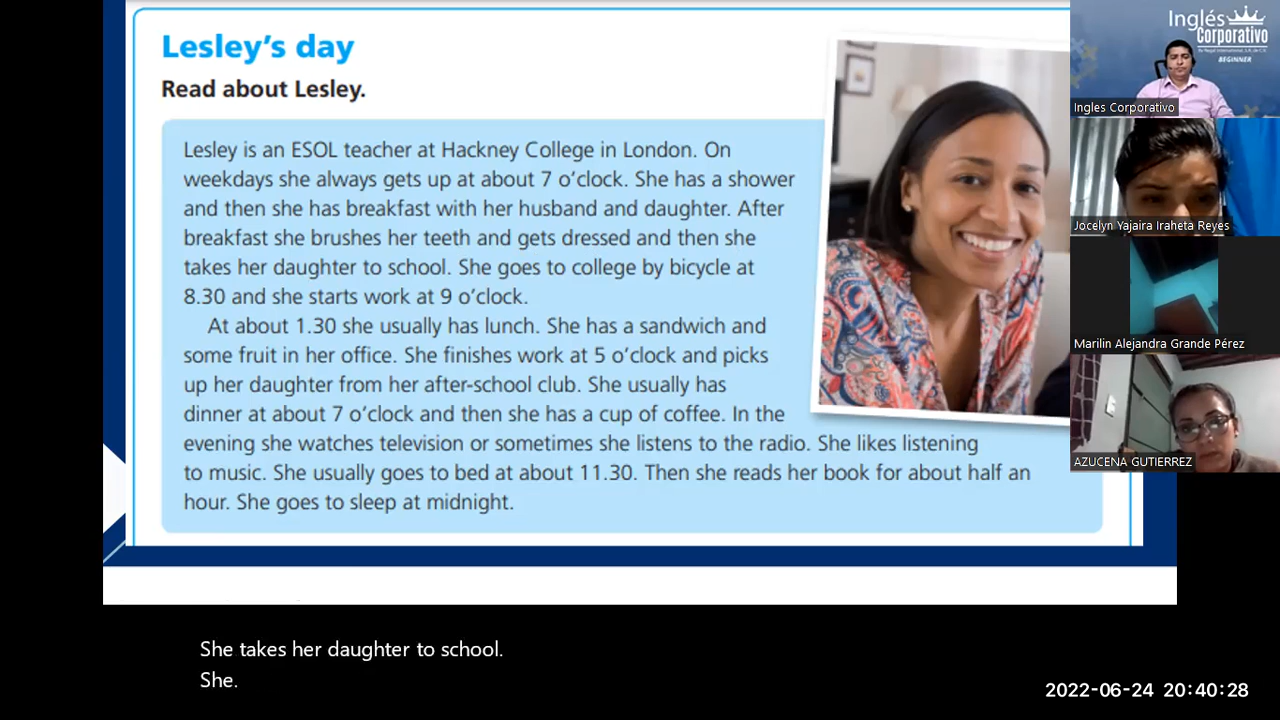 Lesley's day
Read about Lesley.
Lesley is an ESOL teacher at Hackney College in London. On
weekdays she always gets up at about 7 o'clock. She has a shower
and then she has breakfast with her husband and daughter. After
breakfast she brushes her teeth and gets dressed and then she
takes her daughter to school. She goes to college by bicycle at
8.30 and she starts work at 9 o'clock.
At about 1.30 she usually has lunch. She has a sandwich and
some fruit in her office. She finishes work at 5 o'clock and picks
up her daughter from her after-school club. She usually has
dinner at about 7 o'clock and then she has a cup of coffee. In the
evening she watches television or sometimes she listens to the radio. She likes listening
to music. She usually goes to bed at about 11.30. Then she reads her book for about half an
hour. She goes to sleep at midnight.
Inglés
Corporativo
BEGINNER
Ingles Corporativo
Jocelyn Yajaira Iraheta Reyes
Marilin Alejandra Grande Pérez
AZUCENA GUTIERREZ
She takes her daughter to school.
She.
2022-06-24 20:40:28